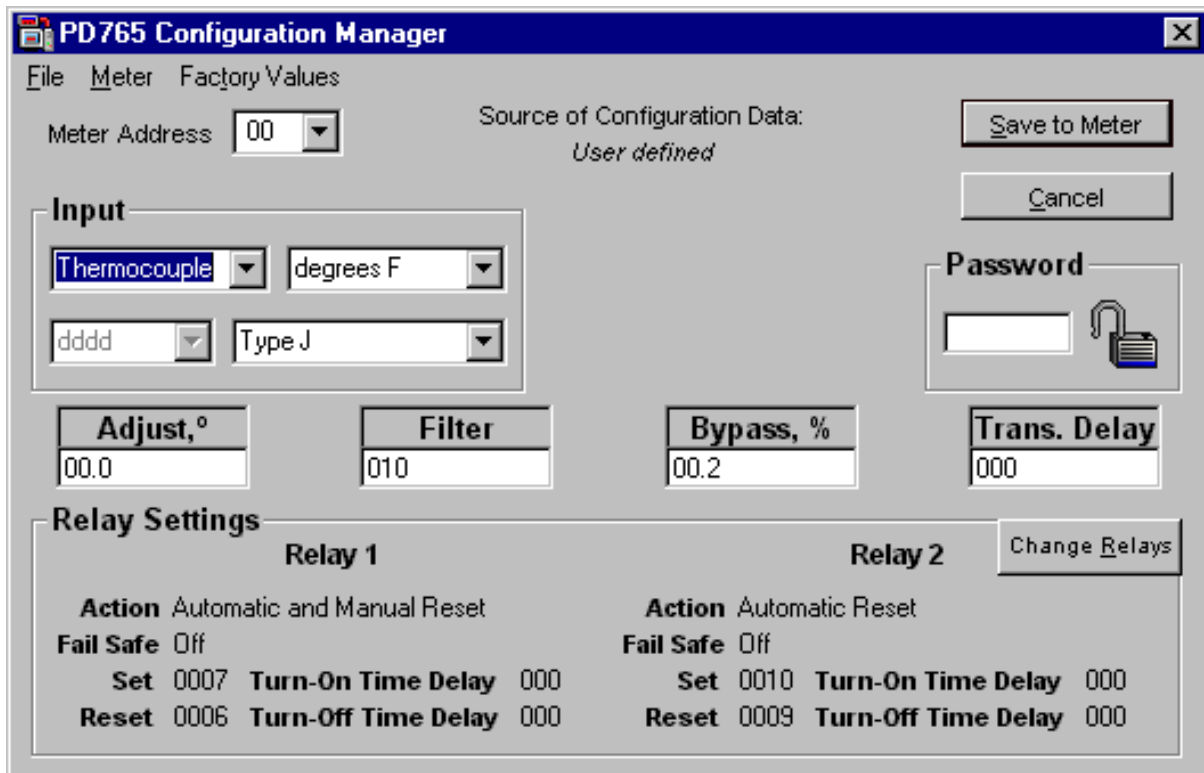 PD765 Configuration Manager
File Meter Factory Values
Meter Address 00
Source of Configuration Data:
User defined
Save to Meter
Cancel
Input
Thermocouple degrees F
dddd Type J
Password
Adjust,º Filter Bypass, % Trans. Delay
00.0 010 00.2 000
Relay Settings
Change Relays
Relay 1
Action Automatic and Manual Reset
Fail Safe Off
Set 0007 Turn-On Time Delay 000
Reset 0006 Turn-Off Time Delay 000
Relay 2
Action Automatic Reset
Fail Safe Off
Set 0010 Turn-On Time Delay 000
Reset 0009 Turn-Off Time Delay 000